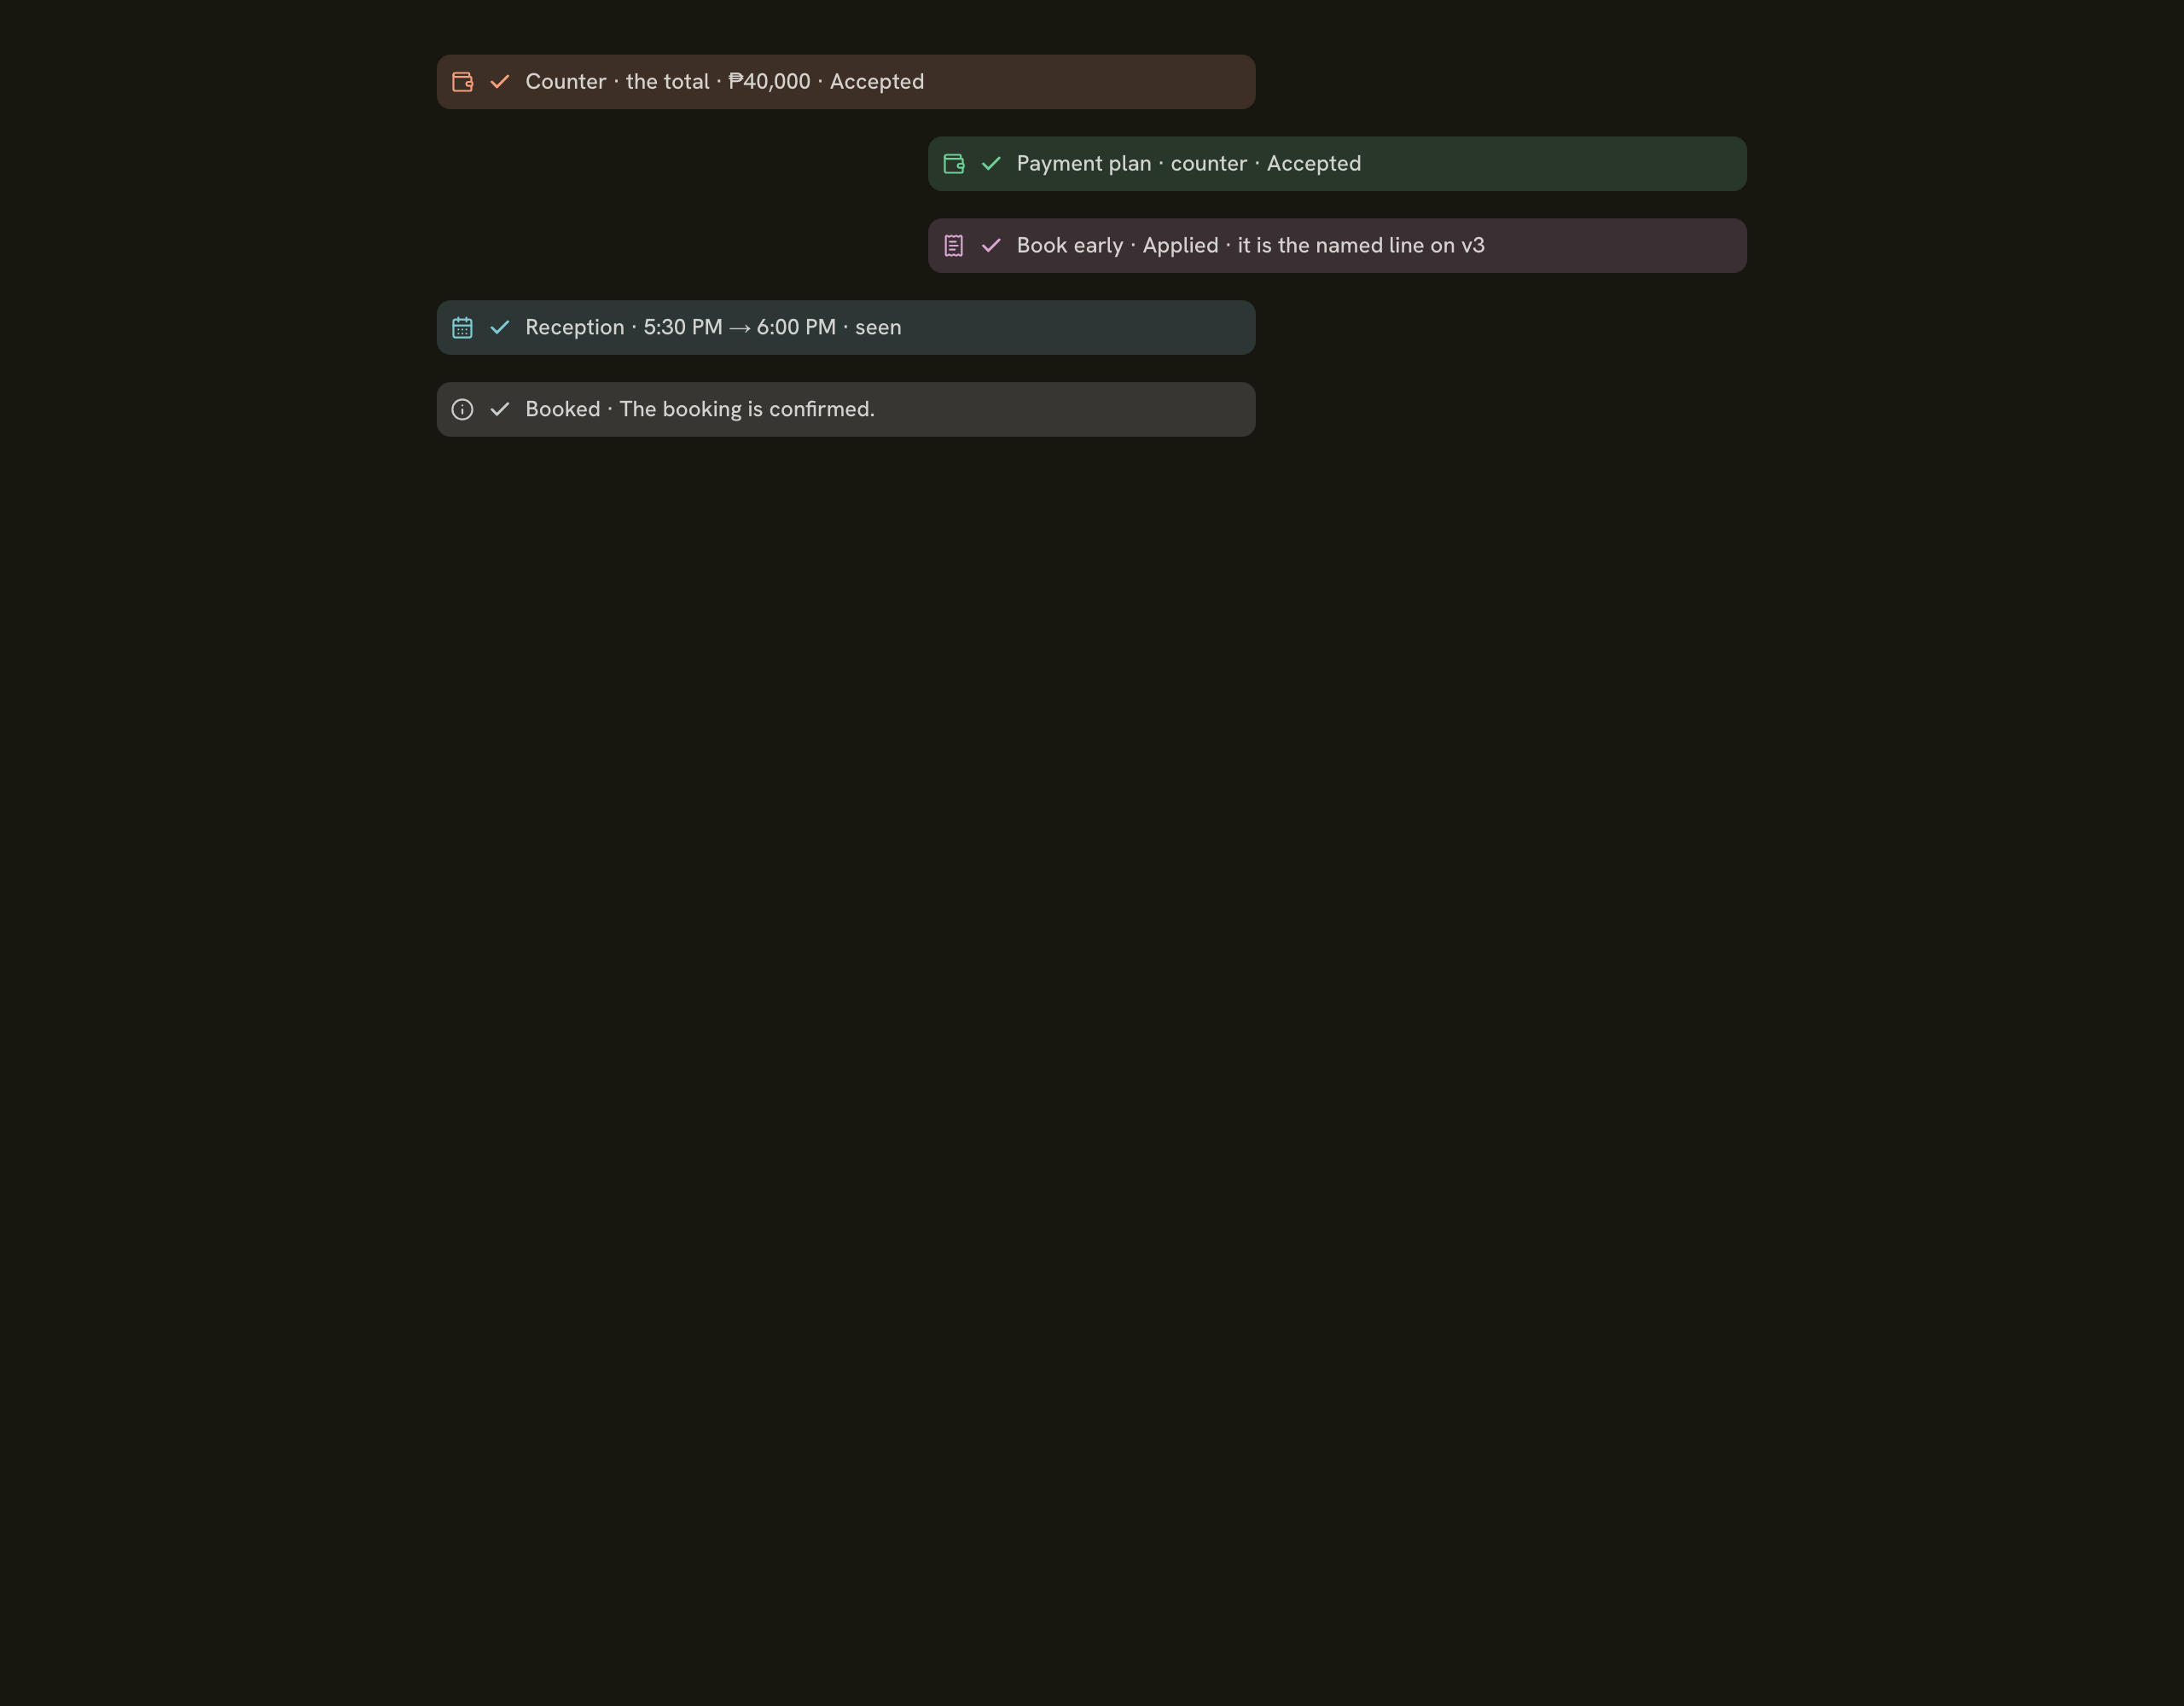 Counter · the total · ₱40,000 · Accepted
Payment plan · counter · Accepted
Book early · Applied · it is the named line on v3
Reception · 5:30 PM → 6:00 PM · seen
Booked · The booking is confirmed.